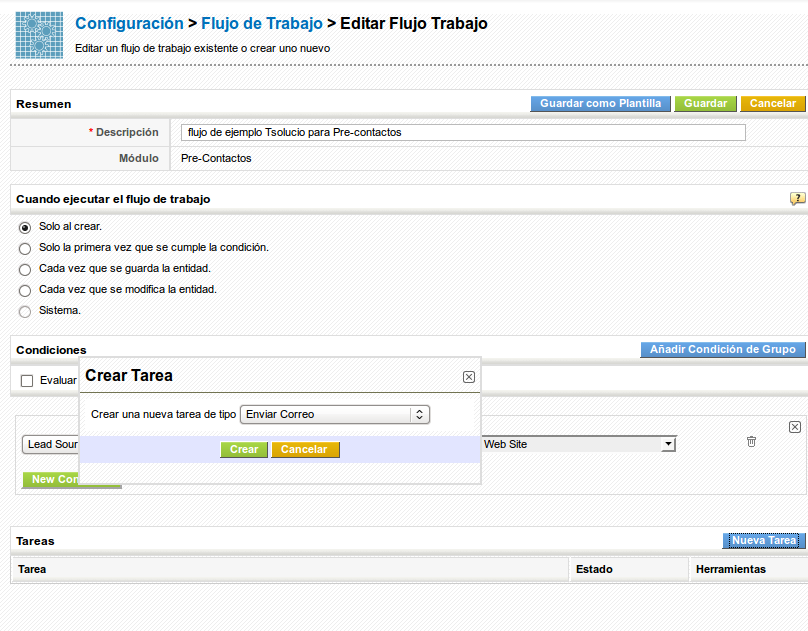 Configuración > Flujo de Trabajo > Editar Flujo Trabajo
Editar un flujo de trabajo existente o crear uno nuevo
Resumen
Guardar como Plantilla
Guardar
Cancelar
* Descripción
flujo de ejemplo Tsolucio para Pre-contactos
Módulo
Pre-Contactos
Cuando ejecutar el flujo de trabajo
?
Solo al crear.
Solo la primera vez que se cumple la condición.
Cada vez que se guarda la entidad.
Cada vez que se modifica la entidad.
Sistema.
Condiciones
Añadir Condición de Grupo
Evaluar
Crear Tarea
Crear una nueva tarea de tipo
Enviar Correo
Crear
Cancelar
Lead Sour
Web Site
New Con
Tareas
Nueva Tarea
Tarea
Estado
Herramientas